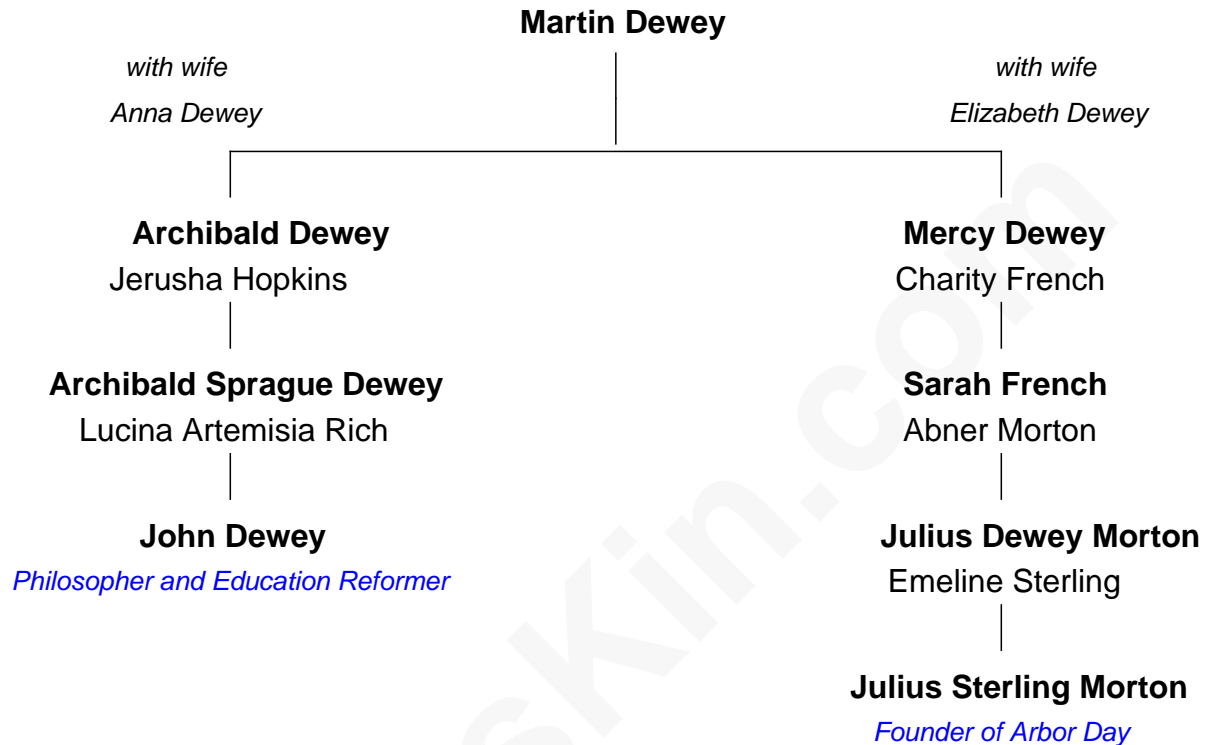 Martin Dewey
with wife
Anna Dewey
with wife
Elizabeth Dewey
Archibald Dewey
Jerusha Hopkins
Archibald Sprague Dewey
Lucina Artemisia Rich
John Dewey
Philosopher and Education Reformer
Mercy Dewey
Charity French
Sarah French
Abner Morton
Julius Dewey Morton
Emeline Sterling
Julius Sterling Morton
Founder of Arbor Day
sKin.com